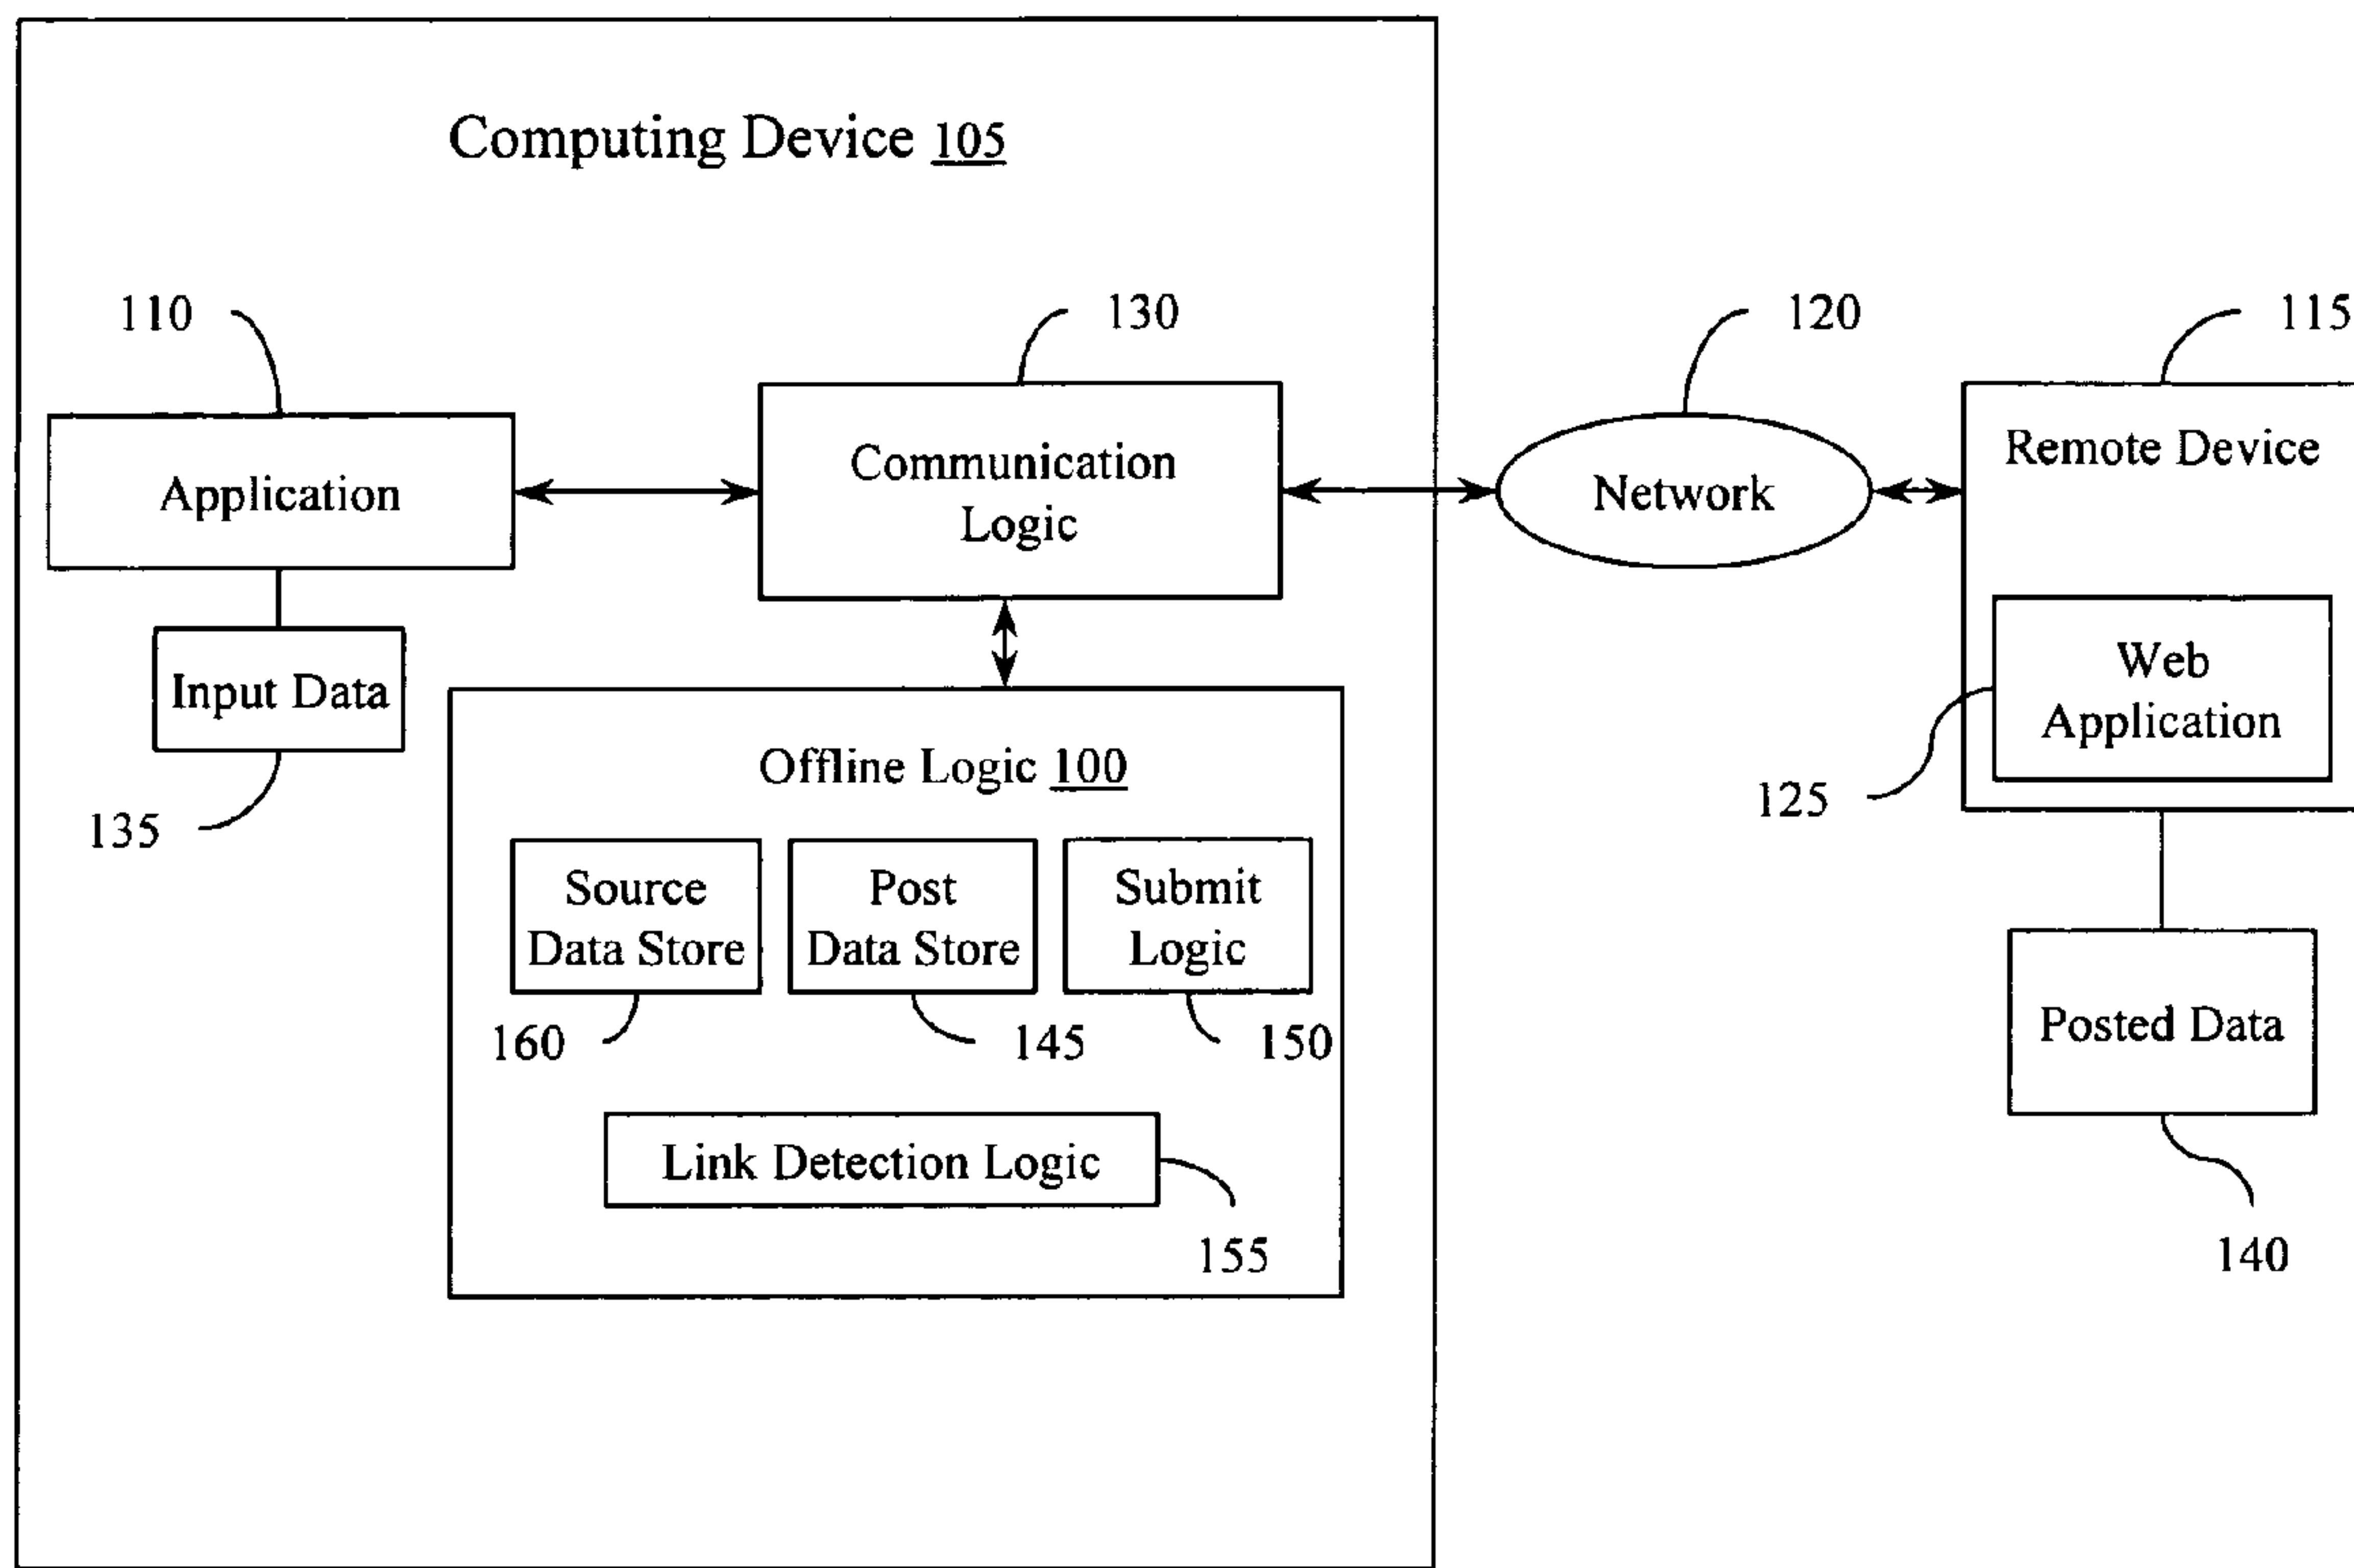 Computing Device 105
110
130
120
115
Application
Communication
Logic
Network
Remote Device
Input Data
135
Web
Application
125
Offline Logic 100
Source
Data Store
Post
Data Store
Submit
Logic
160
145
150
Posted Data
140
Link Detection Logic
155